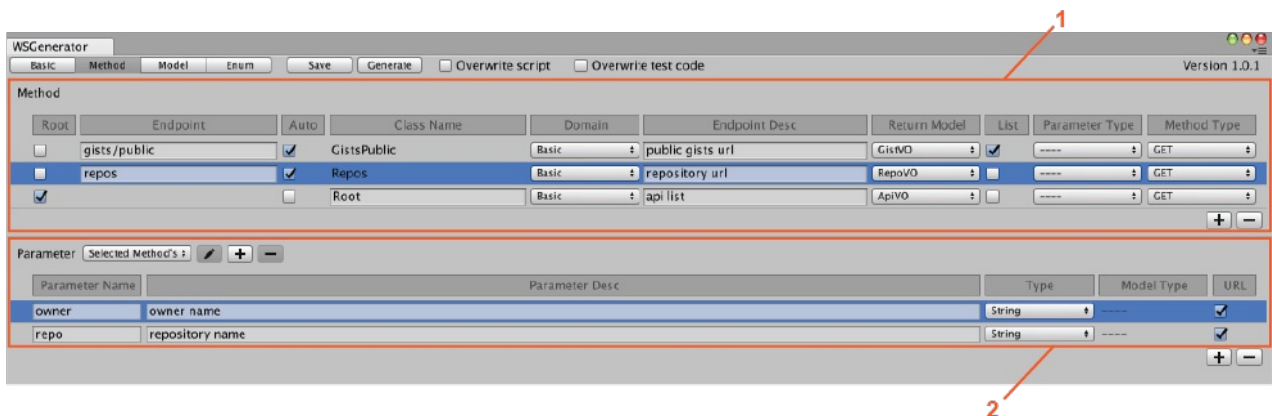 1
WSGenerator
Basic Method Model Enum Save Generate Overwrite script Overwrite test code Version 1.0.1
Method
Root Endpoint Auto Class Name Domain Endpoint Desc Return Model List Parameter Type Method Type
gists/public GistsPublic Basic public gists url GistVO ---- GET
repos Repos Basic repository url RepoVO ---- GET
Root Basic api list ApiVO ---- GET
+ −
Parameter Selected Method's + −
Parameter Name Parameter Desc Type Model Type URL
owner owner name String ----
repo repository name String ----
+ −
2